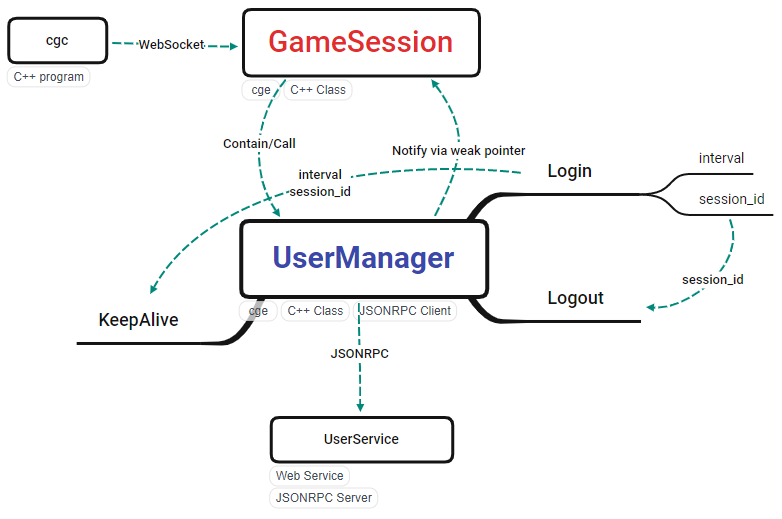 cgc
C++ program
WebSocket
GameSession
cge
C++ Class
Contain/Call
Notify via weak pointer
interval
session_id
Login
interval
session_id
session_id
UserManager
cge
C++ Class
JSONRPC Client
KeepAlive
Logout
JSONRPC
UserService
Web Service
JSONRPC Server